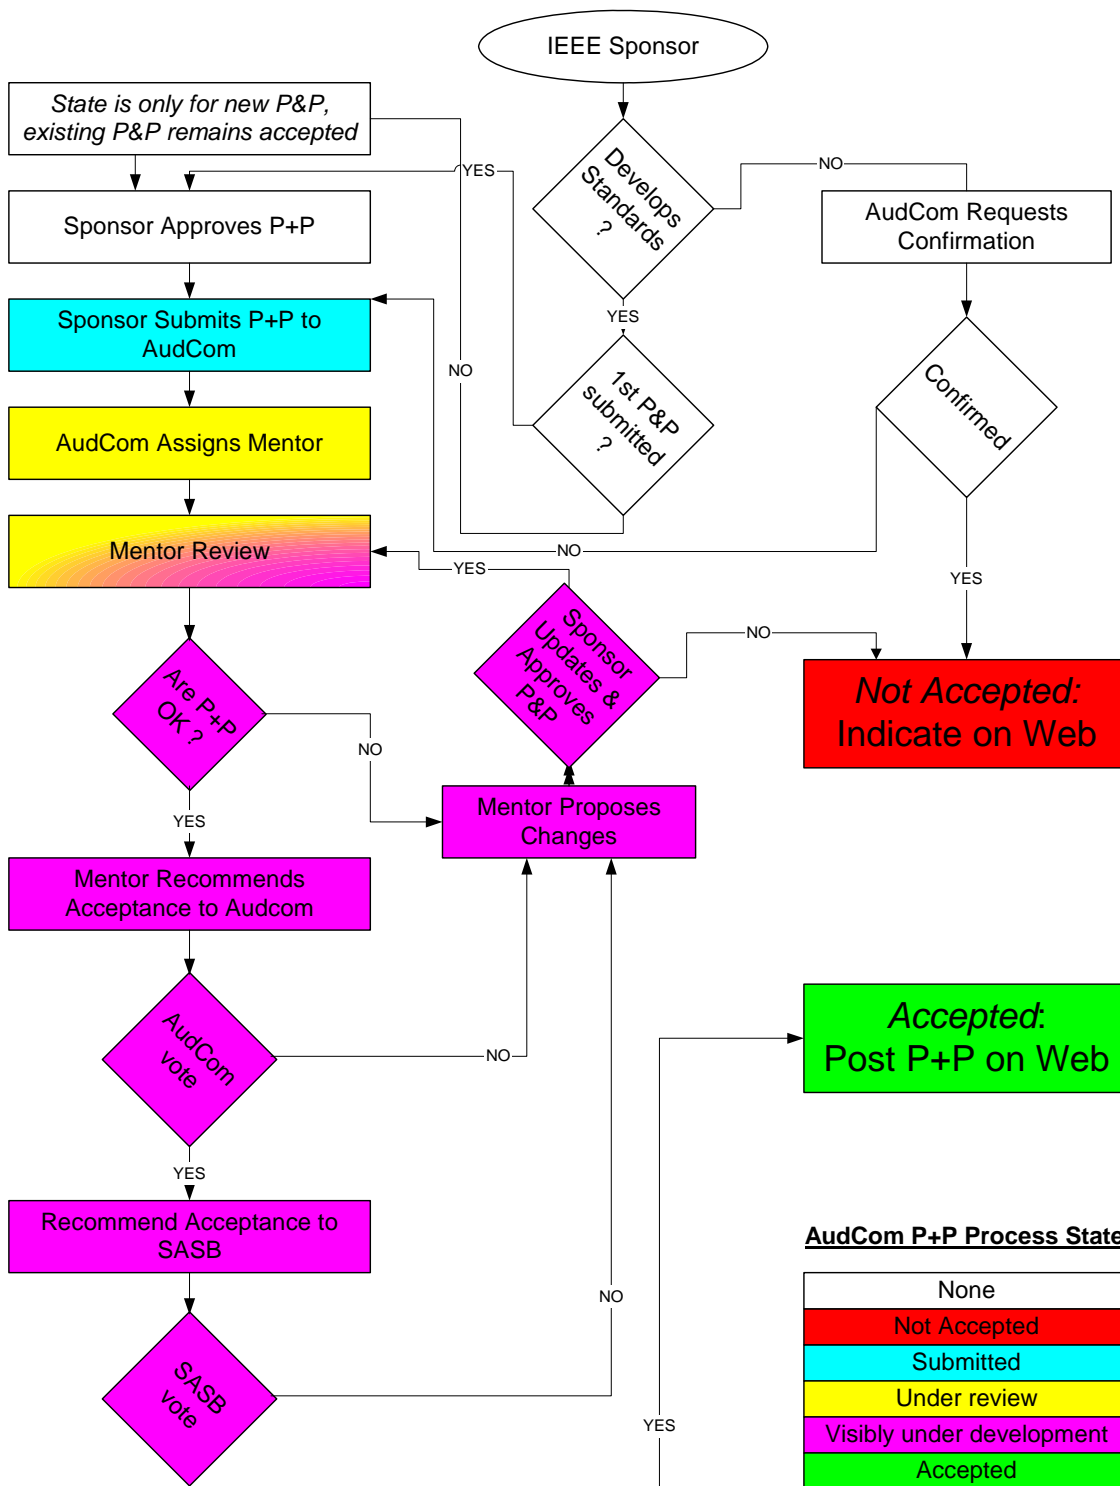 IEEE Sponsor
State is only for new P&P,
existing P&P remains accepted
Develops
Standards
?
NO
YES
Sponsor Approves P+P
AudCom Requests
Confirmation
YES
Sponsor Submits P+P to
AudCom
NO
1st P&P
submitted
?
Confirmed
AudCom Assigns Mentor
Mentor Review
NO
YES
YES
Sponsor
Updates &
Approves
P&P
NO
Are P+P
OK ?
NO
Not Accepted:
Indicate on Web
YES
Mentor Proposes
Changes
Mentor Recommends
Acceptance to Audcom
AudCom
vote
NO
Accepted:
Post P+P on Web
YES
Recommend Acceptance to
SASB
NO
SASB
vote
YES
AudCom P+P Process State
None
Not Accepted
Submitted
Under review
Visibly under development
Accepted